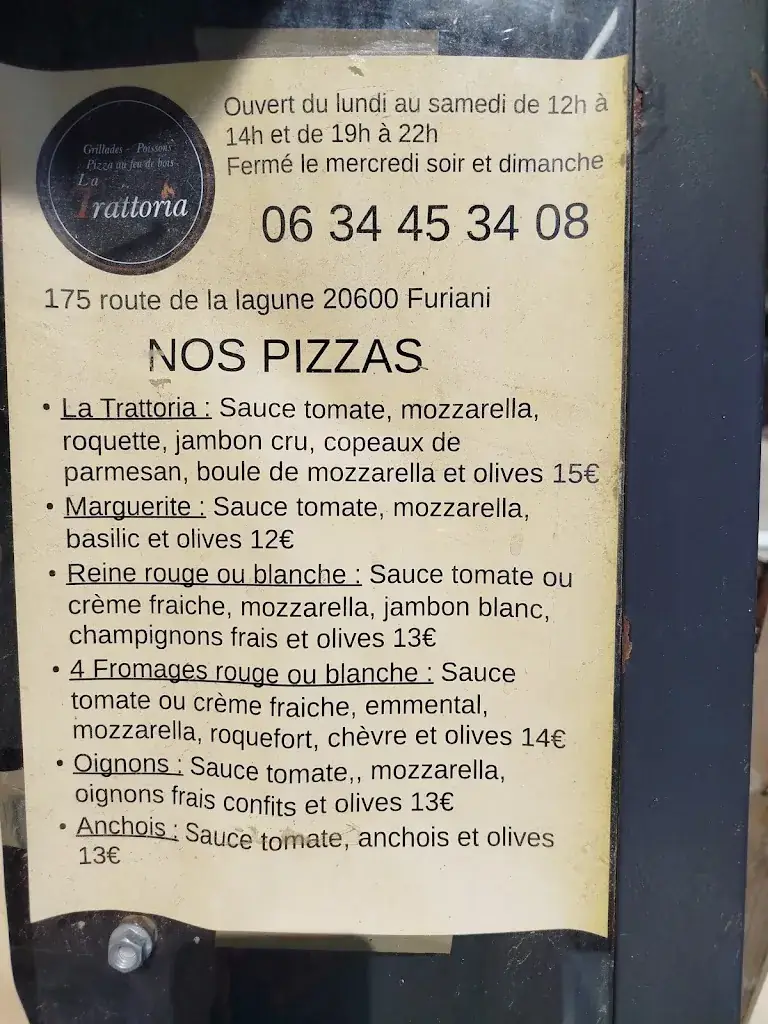 Grillades - Poissons
Pizza au feu de bois
La
Trattoria
Ouvert du lundi au samedi de 12h à
14h et de 19h à 22h
Fermé le mercredi soir et dimanche
06 34 45 34 08
175 route de la lagune 20600 Furiani
NOS PIZZAS
• La Trattoria : Sauce tomate, mozzarella,
roquette, jambon cru, copeaux de
parmesan, boule de mozzarella et olives 15€
• Marguerite : Sauce tomate, mozzarella,
basilic et olives 12€
• Reine rouge ou blanche : Sauce tomate ou
crème fraiche, mozzarella, jambon blanc,
champignons frais et olives 13€
• 4 Fromages rouge ou blanche : Sauce
tomate ou crème fraiche, emmental,
mozzarella, roquefort, chèvre et olives 14€
• Oignons : Sauce tomate,, mozzarella,
oignons frais confits et olives 13€
• Anchois : Sauce tomate, anchois et olives
13€